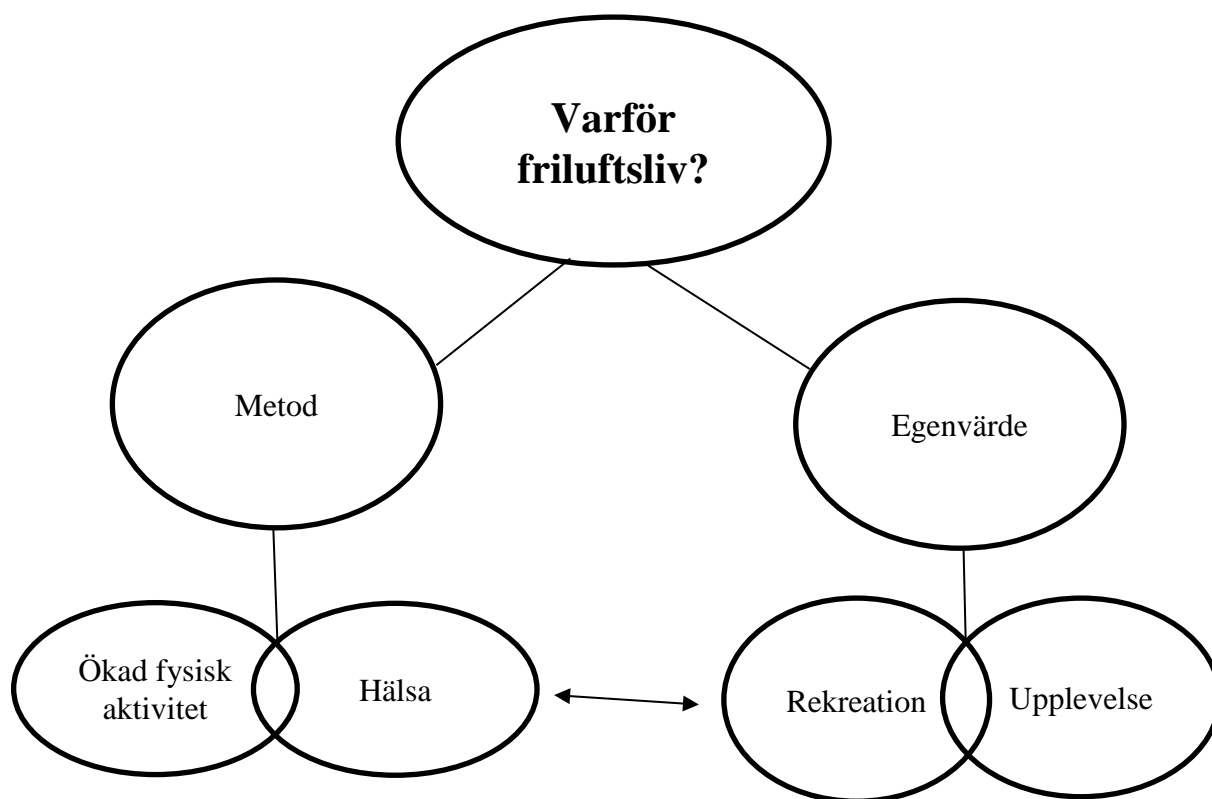 Varför
friluftsliv?
Metod
Egenvärde
Ökad fysisk
aktivitet
Hälsa
Rekreation
Upplevelse